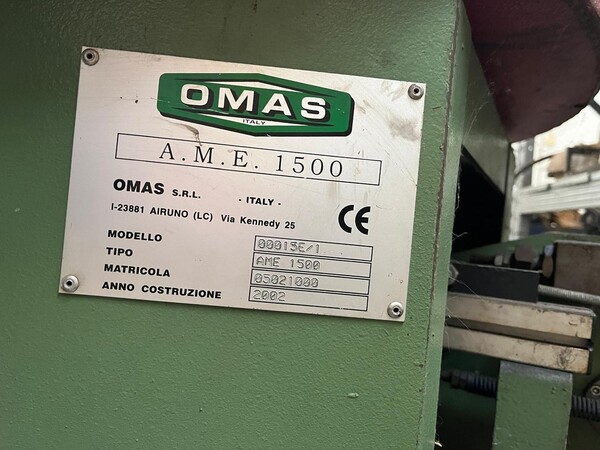 OMAS
ITALY
A.M.E. 1500
OMAS S.R.L. - ITALY -
I-23881 AIRUNO (LC) Via Kennedy 25
CE
MODELLO 00015E/1
TIPO AME 1500
MATRICOLA 05021000
ANNO COSTRUZIONE 2002